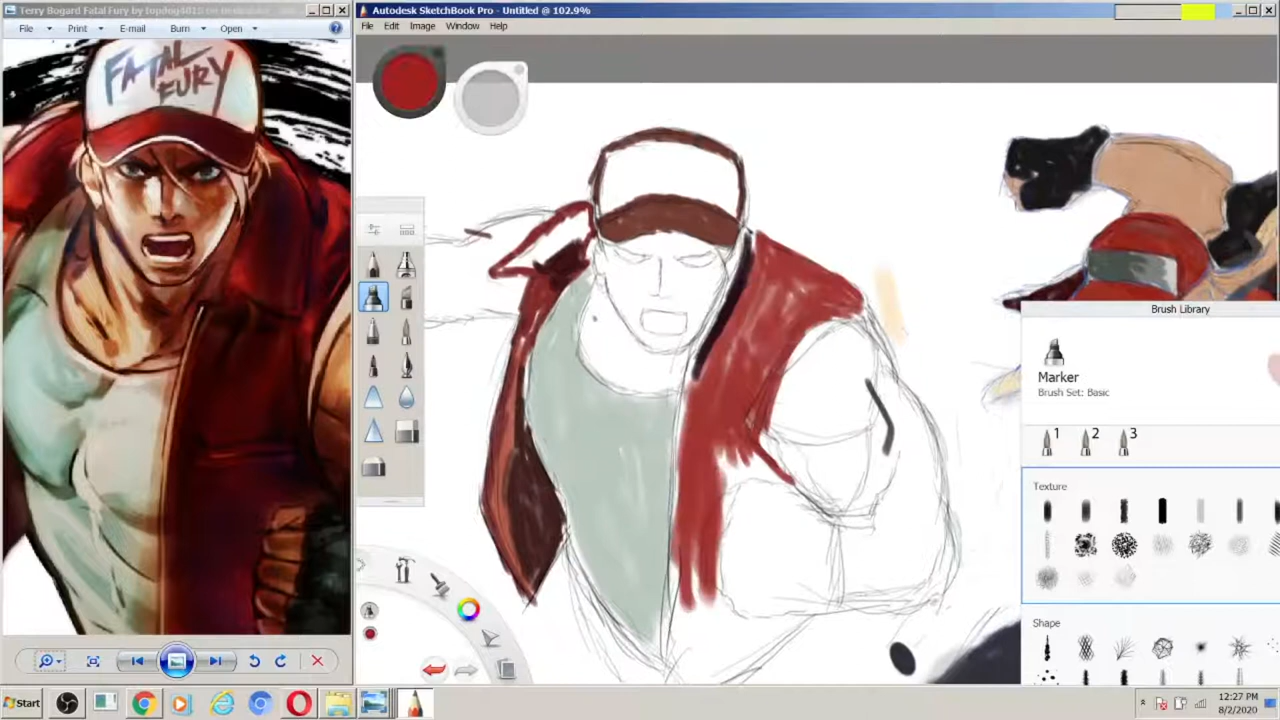 Terry Bogard Fatal Fury by topdog4815
File
Print
E-mail
Burn
Open
FATAL
FURY
Autodesk SketchBook Pro - Untitled @ 102.9%
File
Edit
Image
Window
Help
Brush Library
Marker
Brush Set: Basic
1
2
3
Texture
Shape
Start
12:27 PM
8/2/2020